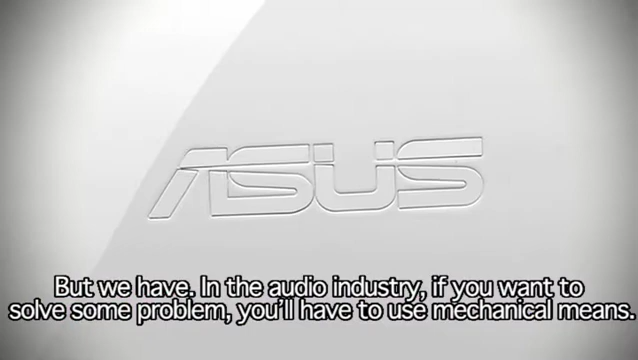 ASUS
But we have. In the audio industry, if you want to
solve some problem, you'll have to use mechanical means.